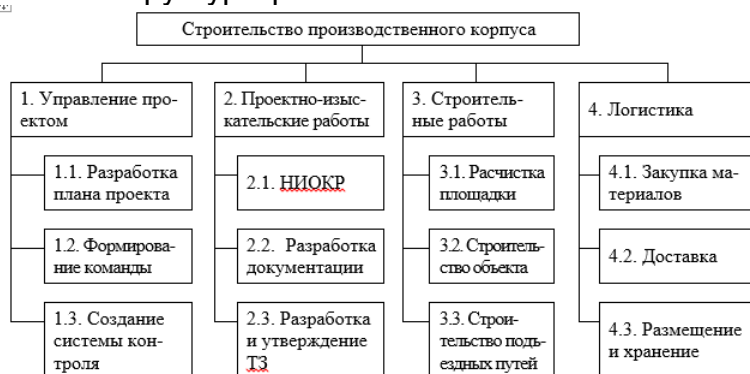 Строительство производственного корпуса
1. Управление про-
ектом
2. Проектно-изыс-
кательские работы
3. Строитель-
ные работы
4. Логистика
1.1. Разработка
плана проекта
2.1. НИОКР
3.1. Расчистка
площадки
4.1. Закупка ма-
териалов
1.2. Формирова-
ние команды
2.2. Разработка
документации
3.2. Строитель-
ство объекта
4.2. Доставка
1.3. Создание
системы кон-
троля
2.3. Разработка
и утверждение
ТЗ
3.3. Строи-
тельство подъ-
ездных путей
4.3. Размещение
и хранение